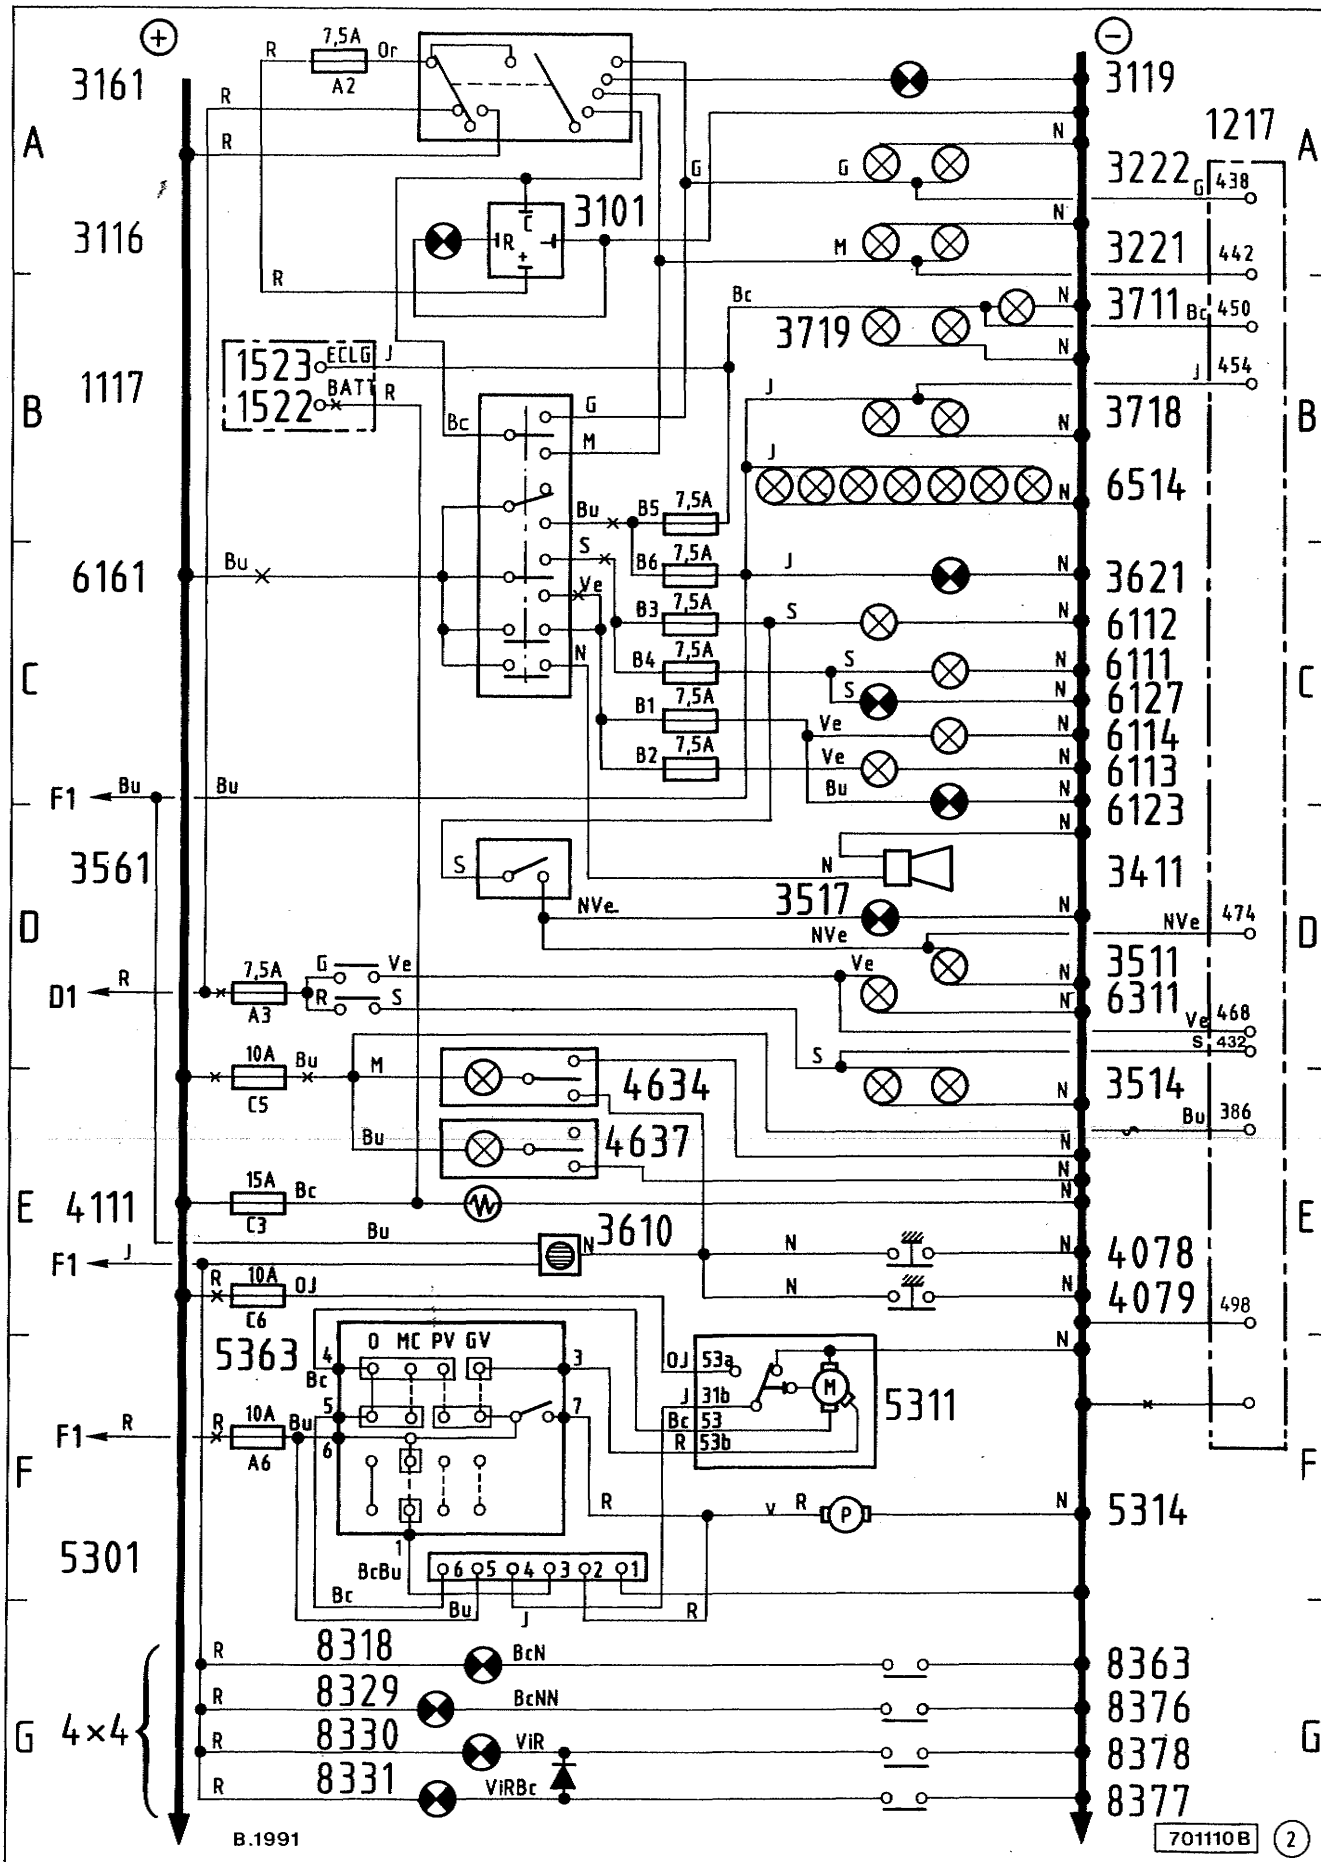 + −
R 7,5A Or
A2
3161 3119
R
R
1217
A N A
G G 3222 G 438
3101
C
R
+
−
3116 M N 3221 442
R
Bc N 3711 Bc 450
3719
N
1523 ECLG J
J 454
1117
1522 BATT R
B Bc G J 3718 B
M N
J
N 6514
Bu B5 7,5A
S B6 7,5A J N 3621
6161 Bu
Ve B3 7,5A S N 6112
N B4 7,5A S N 6111
C C
S N 6127
B1 7,5A Ve N 6114
B2 7,5A Ve N 6113
Bu N 6123
F1 Bu Bu
N
3561 S N 3411
3517
NVe N NVe 474
D D
NVe
3511
G Ve Ve N
D1 R 7,5A R S N 6311
A3
Ve 468
S 432
S
10A Bu M 4634 3514
C5 N
Bu 386
Bu 4637 N
N
N
E 4111 15A Bc E
C3
Bu 3610
N N N 4078
F1 J
R 10A OJ N N 4079 498
C6
5363 O MC PV GV
N
4 3 OJ 53a
Bc J 31b M 5311
5 7 Bc 53
R 53b
F1 R R 10A Bu 6
A6
F F
R V R P N 5314
1
5301 BcBu
6 5 4 3 2 1
Bc Bu J R
R 8318 BcN 8363
R 8329 BcNN 8376
G 4×4 G
R 8330 ViR 8378
R 8331 ViRBc 8377
B.1991 701110B 2